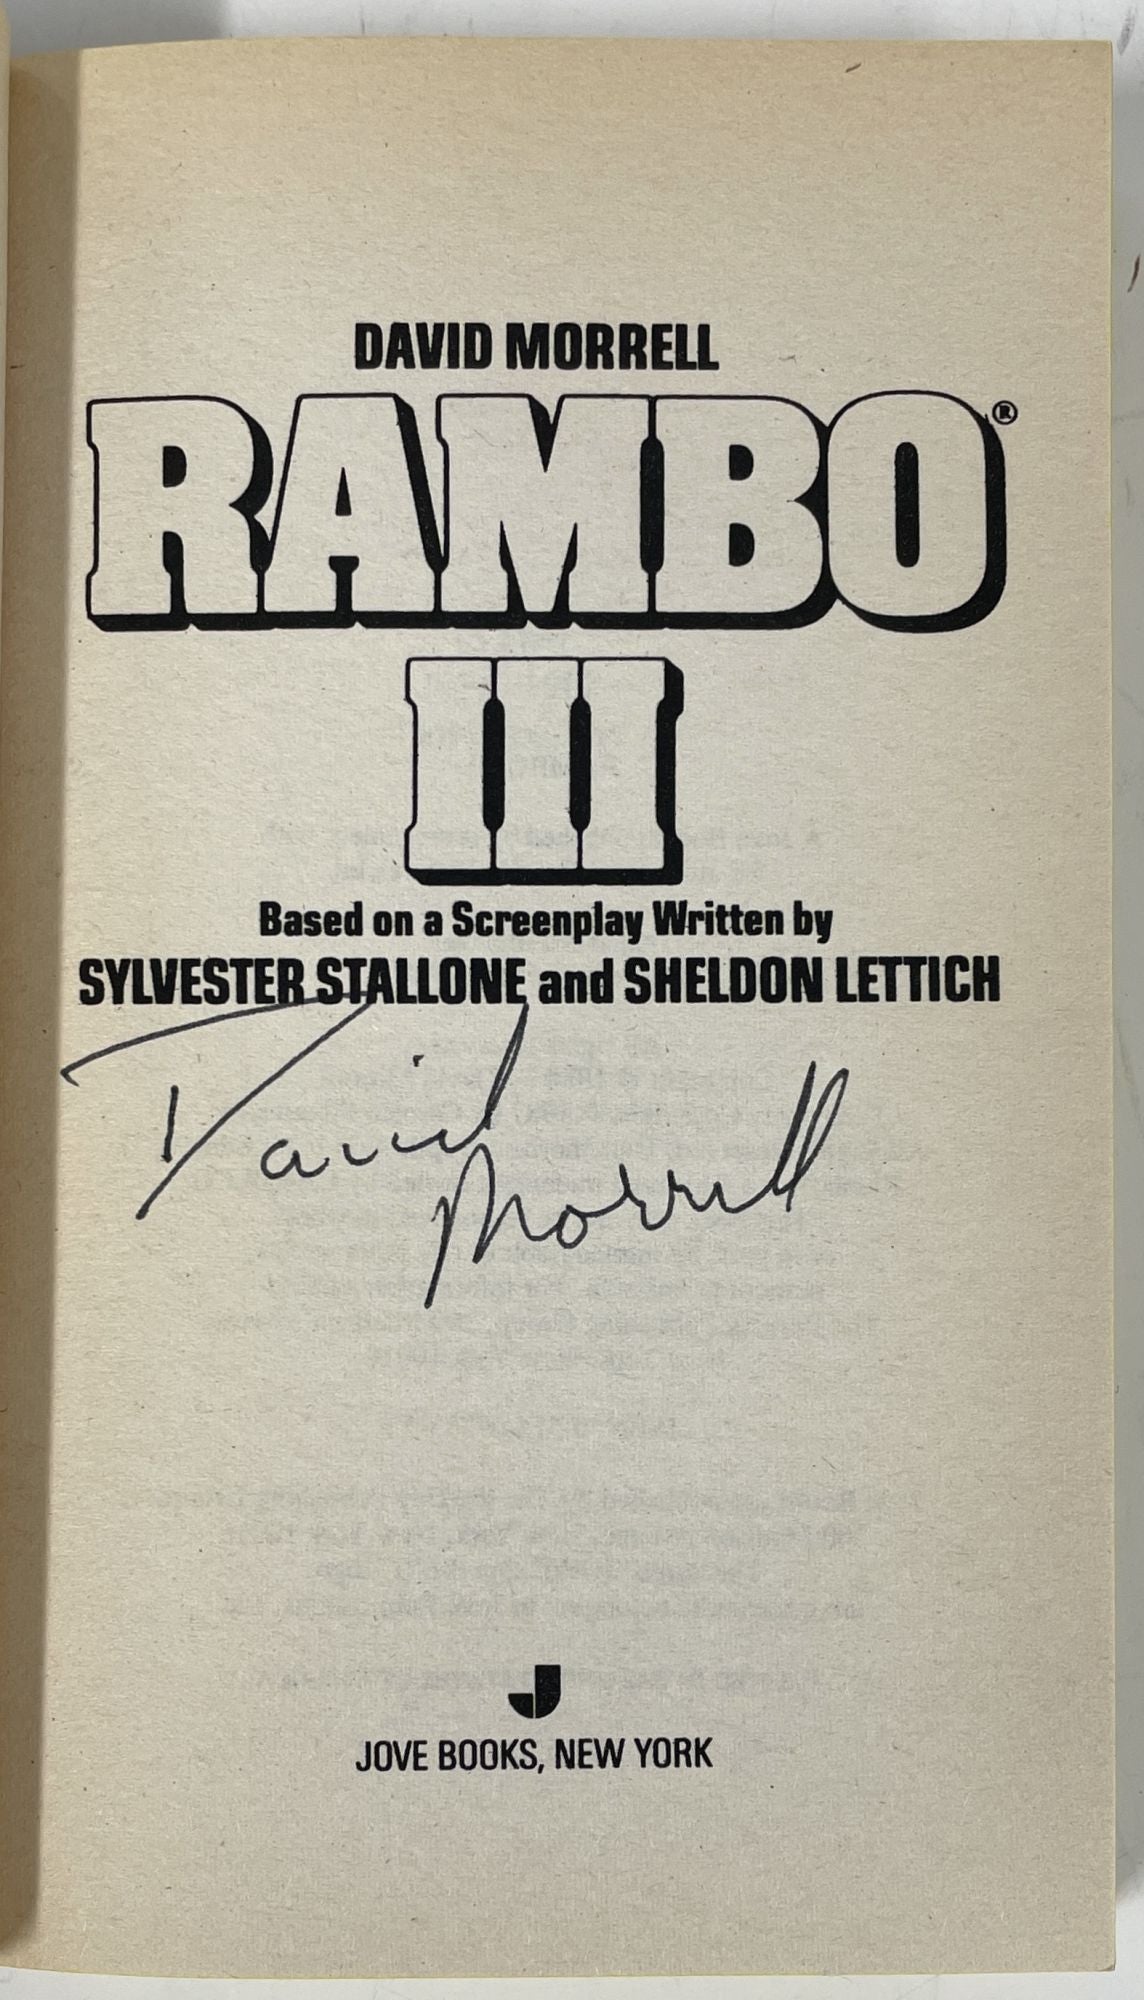 DAVID MORRELL
RAMBO®
III
Based on a Screenplay Written by
SYLVESTER STALLONE and SHELDON LETTICH
David
Morrell
J
JOVE BOOKS, NEW YORK